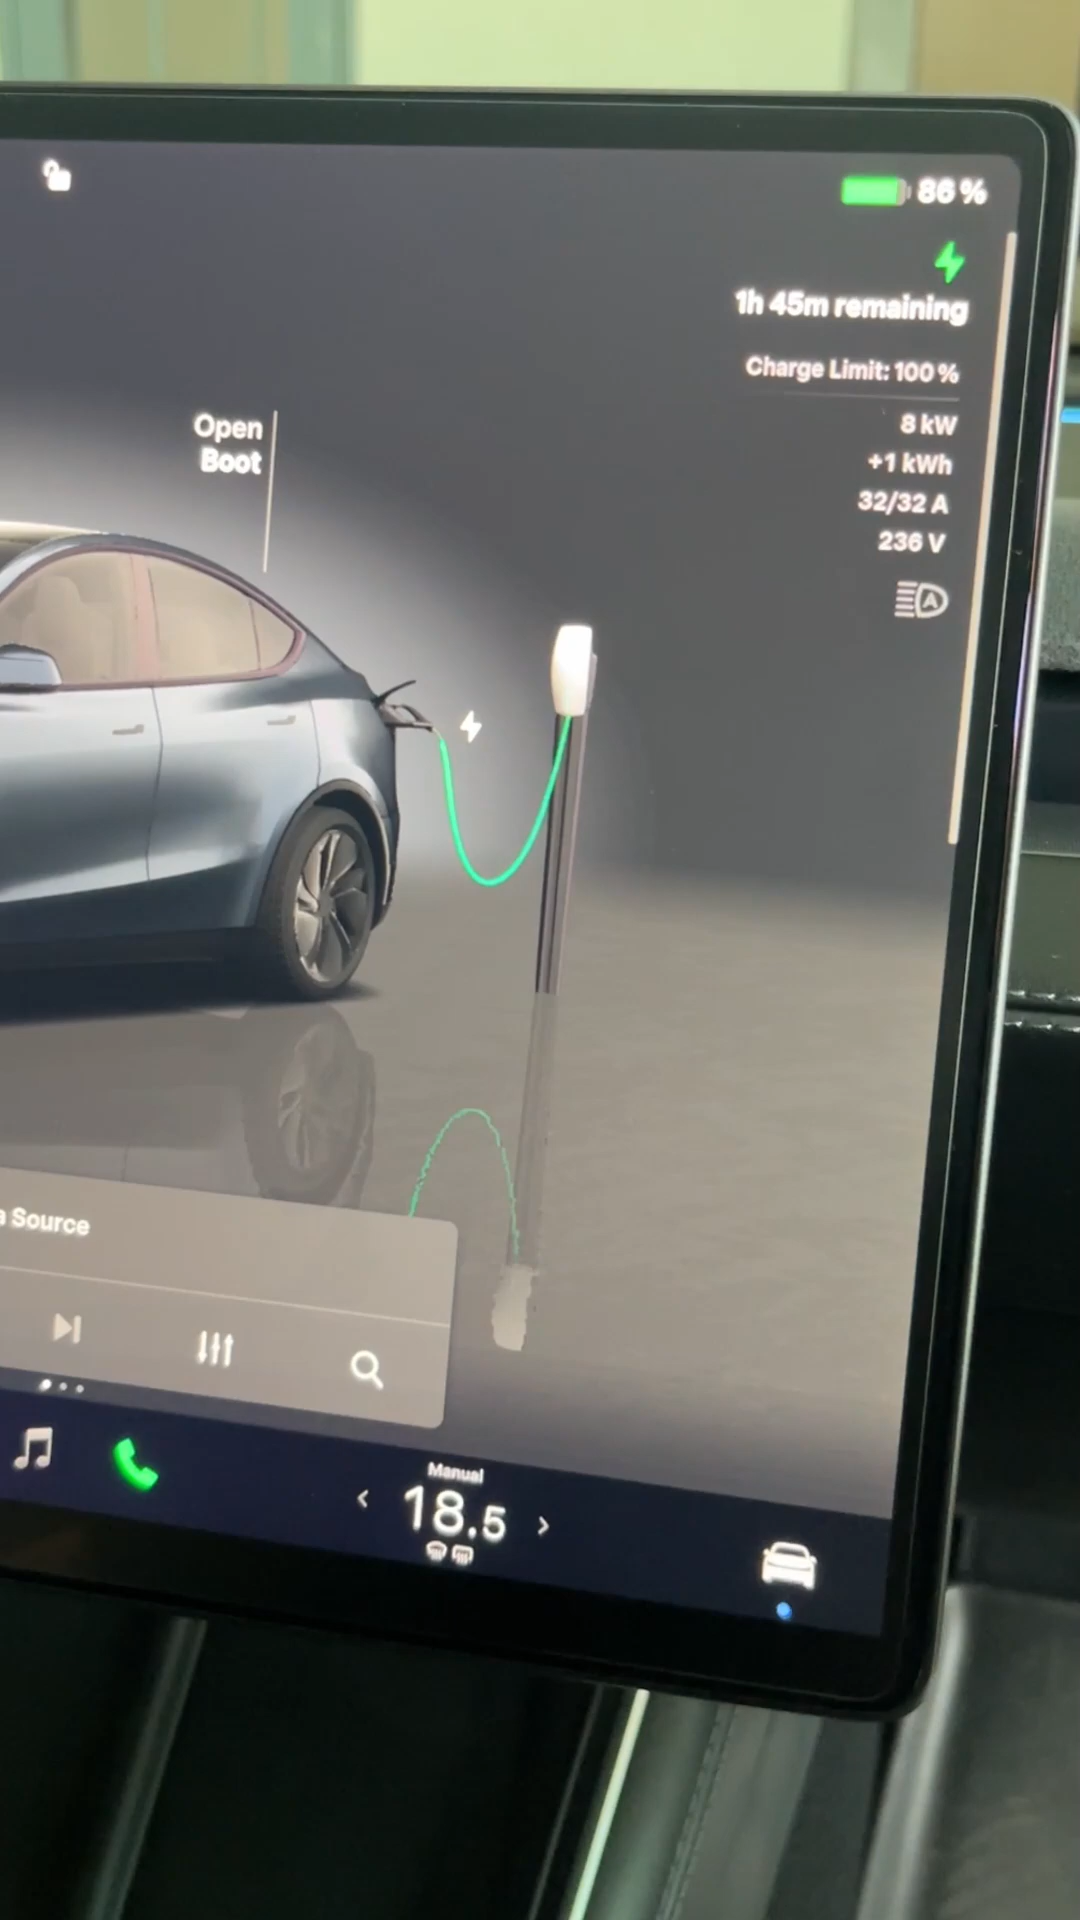 86 %
1h 45m remaining
Charge Limit: 100 %
8 kW
+1 kWh
32/32 A
236 V
A
Open
Boot
Source
Manual
18.5